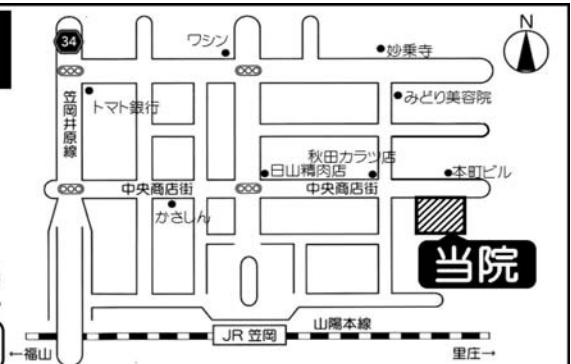 34
ワシン
妙乗寺
N
トマト銀行
みどり美容院
笠岡井原線
秋田カラツ店
日山精肉店
本町ビル
中央商店街
中央商店街
かさしん
当院
山陽本線
JR 笠岡
←福山
里庄→